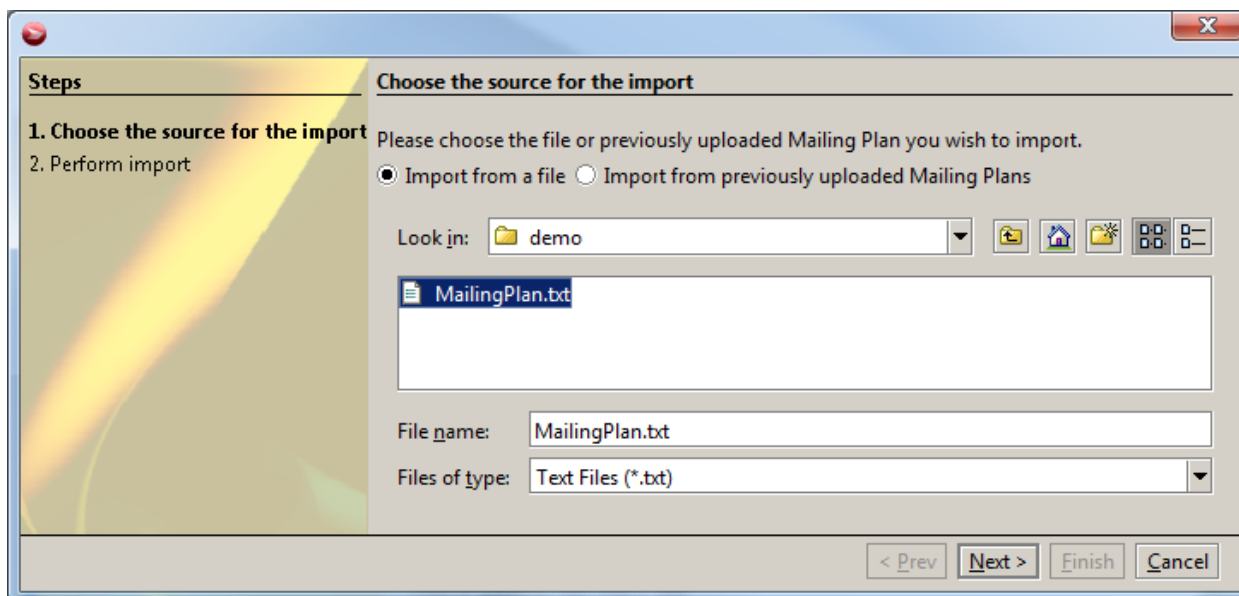 Steps
1. Choose the source for the import
2. Perform import
Choose the source for the import
Please choose the file or previously uploaded Mailing Plan you wish to import.
Import from a file Import from previously uploaded Mailing Plans
Look in: demo
MailingPlan.txt
File name: MailingPlan.txt
Files of type: Text Files (*.txt)
< Prev Next > Finish Cancel